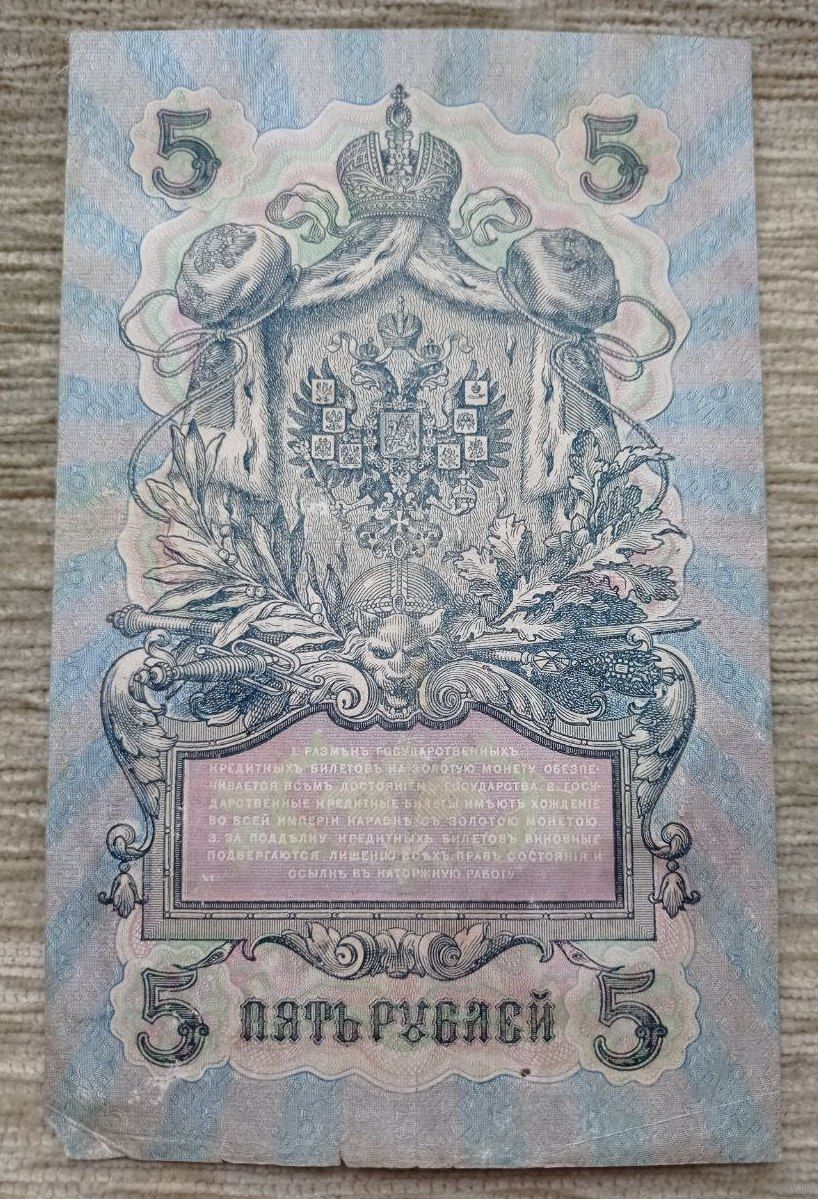 5 5
1. РАЗМѢНЪ ГОСУДАРСТВЕННЫХЪ
КРЕДИТНЫХЪ БИЛЕТОВЪ НА ЗОЛОТУЮ МОНЕТУ ОБЕЗПЕ-
ЧИВАЕТСЯ ВСѢМЪ ДОСТОЯНІЕМЪ ГОСУДАРСТВА. 2. ГОСУ-
ДАРСТВЕННЫЕ КРЕДИТНЫЕ БИЛЕТЫ ИМѢЮТЪ ХОЖДЕНІЕ
ВО ВСЕЙ ИМПЕРІИ НАРАВНѢ СЪ ЗОЛОТОЮ МОНЕТОЮ.
3. ЗА ПОДДѢЛКУ КРЕДИТНЫХЪ БИЛЕТОВЪ ВИНОВНЫЕ
ПОДВЕРГАЮТСЯ ЛИШЕНІЮ ВСѢХЪ ПРАВЪ СОСТОЯНІЯ И
ССЫЛКѢ ВЪ КАТОРЖНУЮ РАБОТУ
5 ПЯТЬ РУБЛЕЙ 5